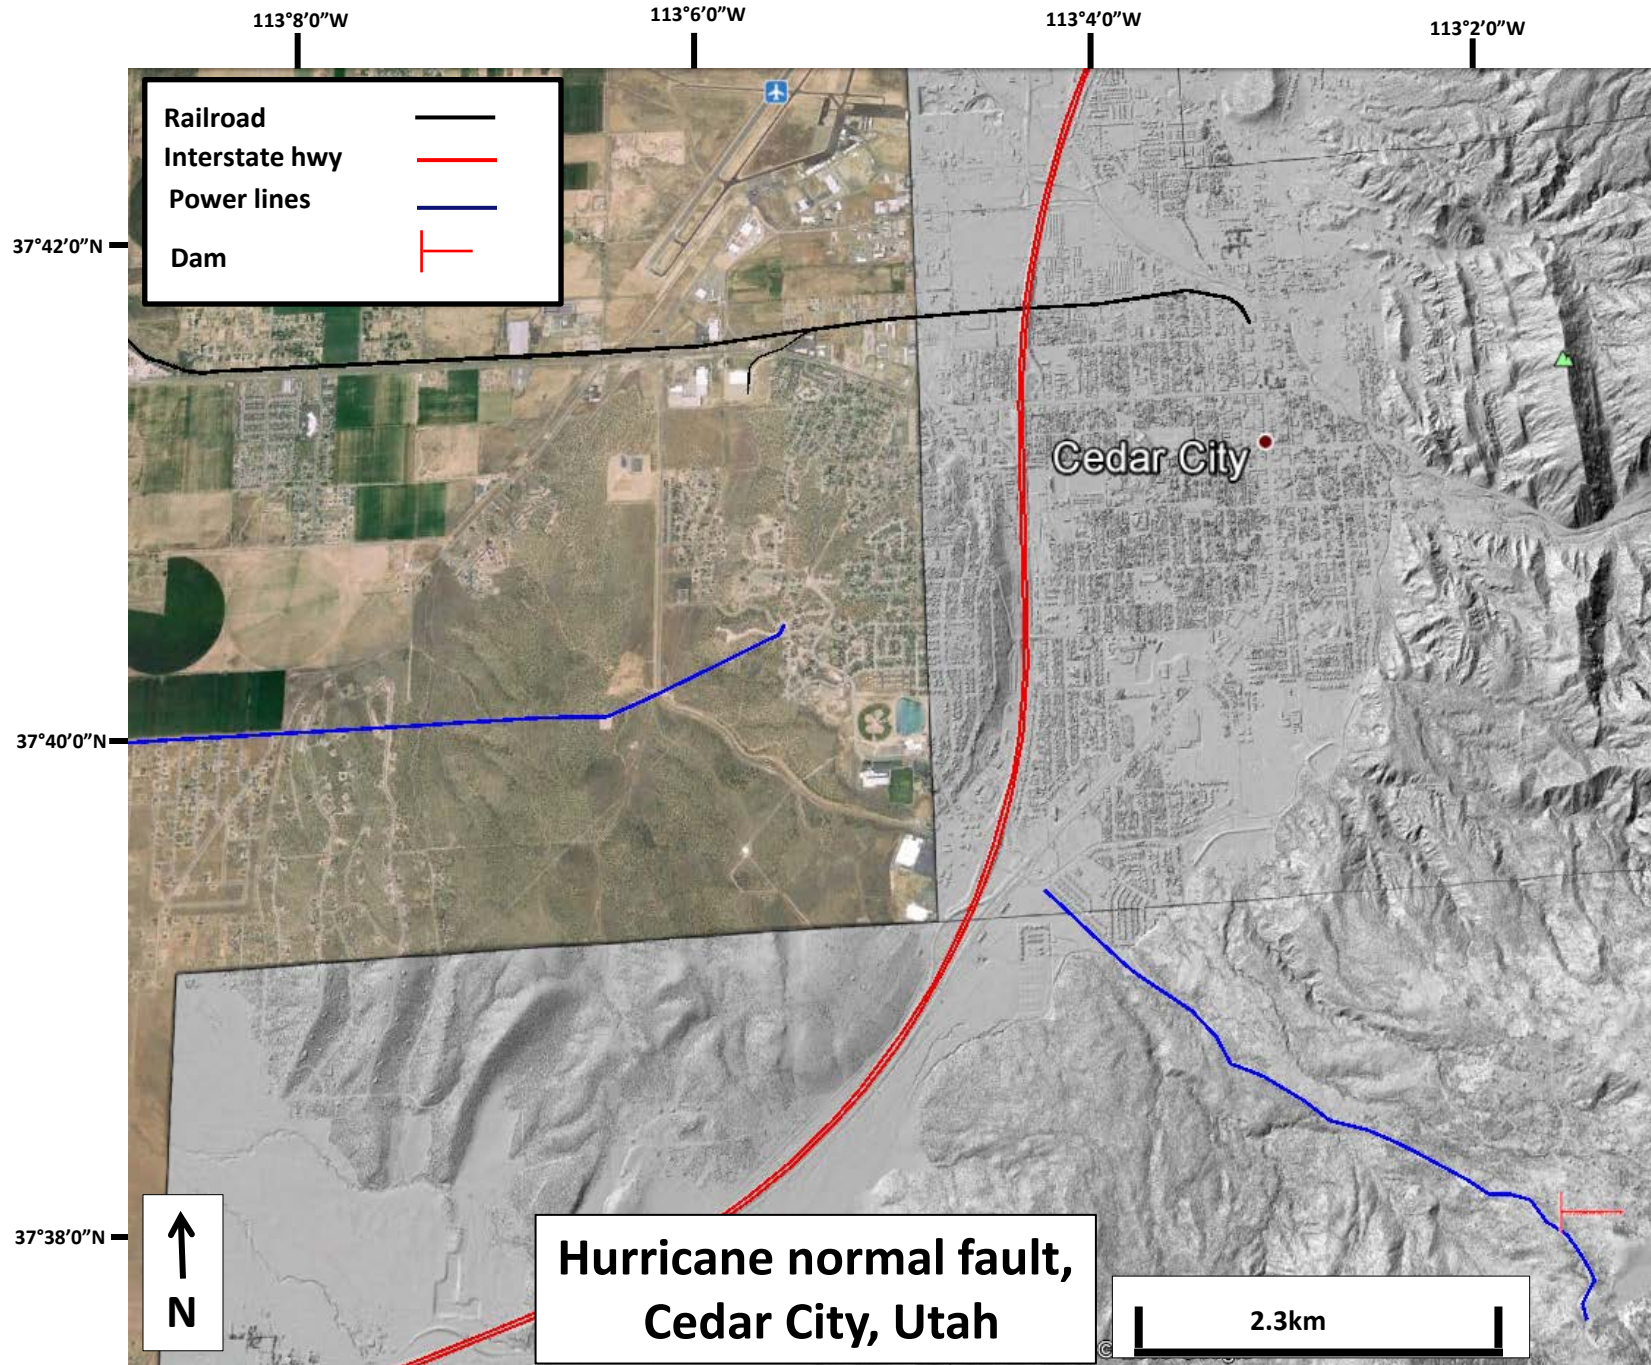 113°8’0”W
113°6’0”W
113°4’0”W
113°2’0”W
Railroad
Interstate hwy
Power lines
Dam
37°42’0”N
Cedar City
37°40’0”N
37°38’0”N
N
Hurricane normal fault,
Cedar City, Utah
2.3km